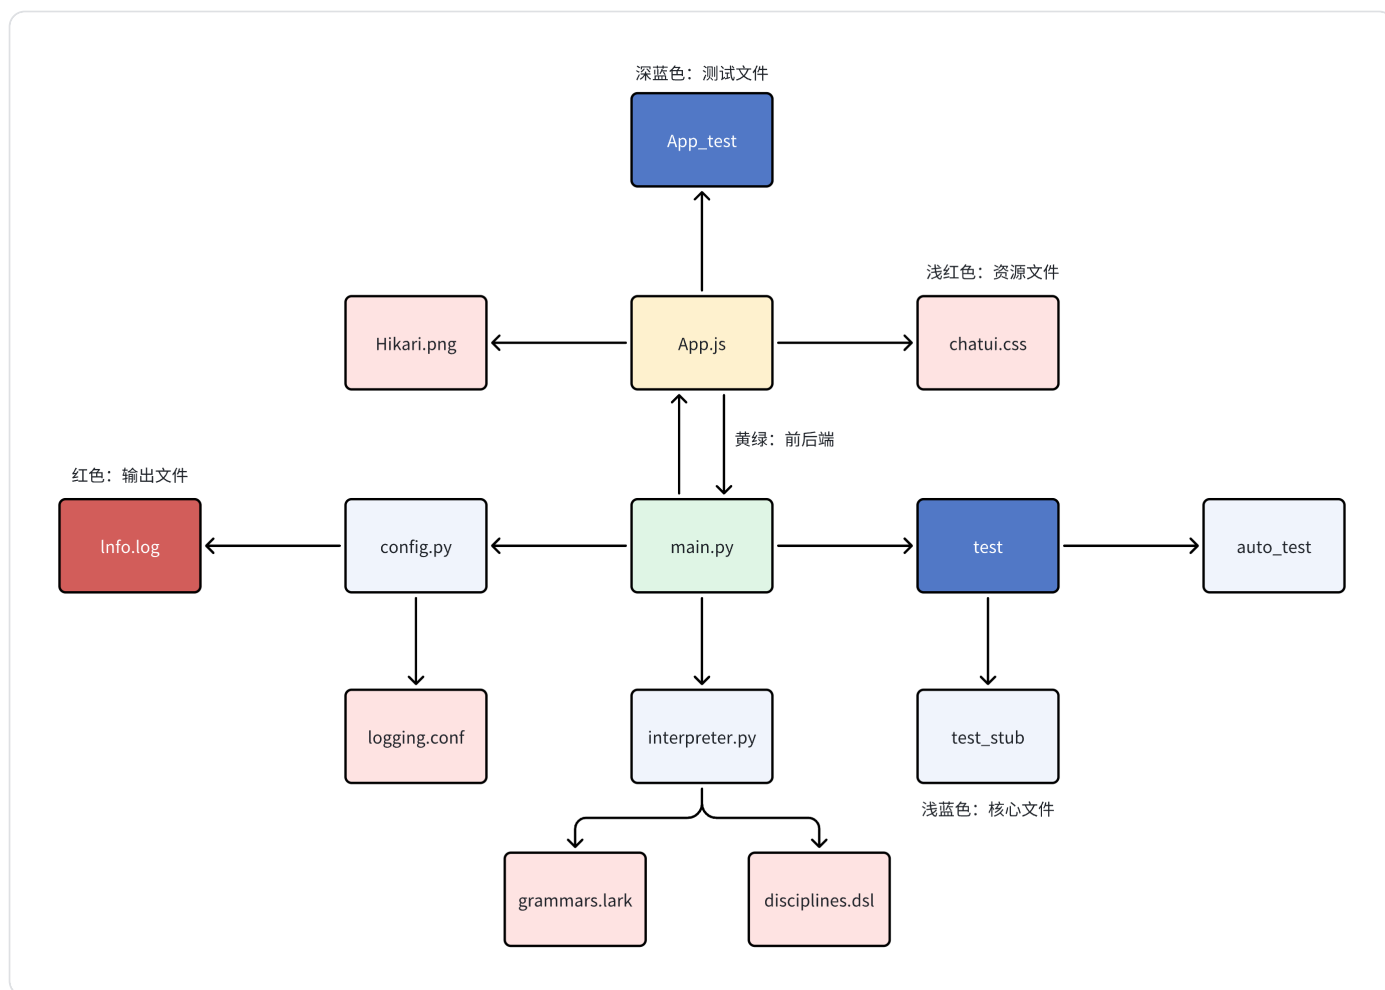 深蓝色：测试文件
App_test
浅红色：资源文件
Hikari.png
App.js
chatui.css
黄绿：前后端
红色：输出文件
lnfo.log
config.py
main.py
test
auto_test
logging.conf
interpreter.py
test_stub
浅蓝色：核心文件
grammars.lark
disciplines.dsl